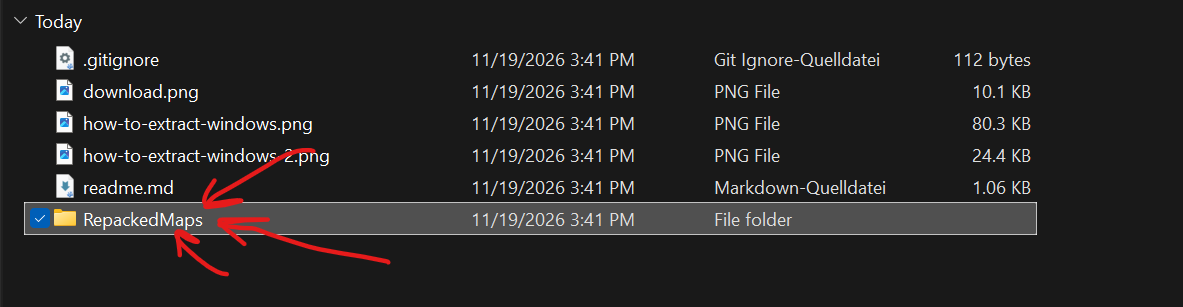 Today
.gitignore 11/19/2026 3:41 PM Git Ignore-Quelldatei 112 bytes
download.png 11/19/2026 3:41 PM PNG File 10.1 KB
how-to-extract-windows.png 11/19/2026 3:41 PM PNG File 80.3 KB
how-to-extract-windows-2.png 11/19/2026 3:41 PM PNG File 24.4 KB
readme.md 11/19/2026 3:41 PM Markdown-Quelldatei 1.06 KB
RepackedMaps 11/19/2026 3:41 PM File folder